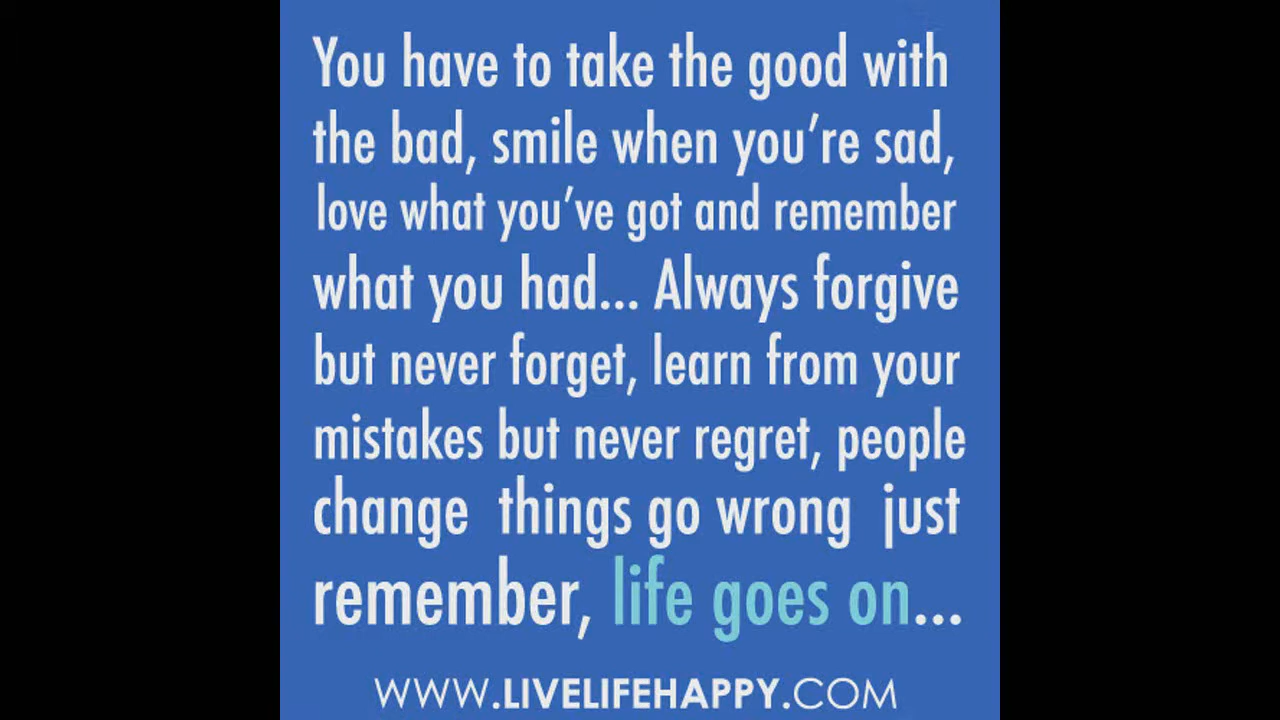 You have to take the good with
the bad, smile when you're sad,
love what you've got and remember
what you had... Always forgive
but never forget, learn from your
mistakes but never regret, people
change things go wrong just
remember, life goes on...
WWW.LIVELIFEHAPPY.COM